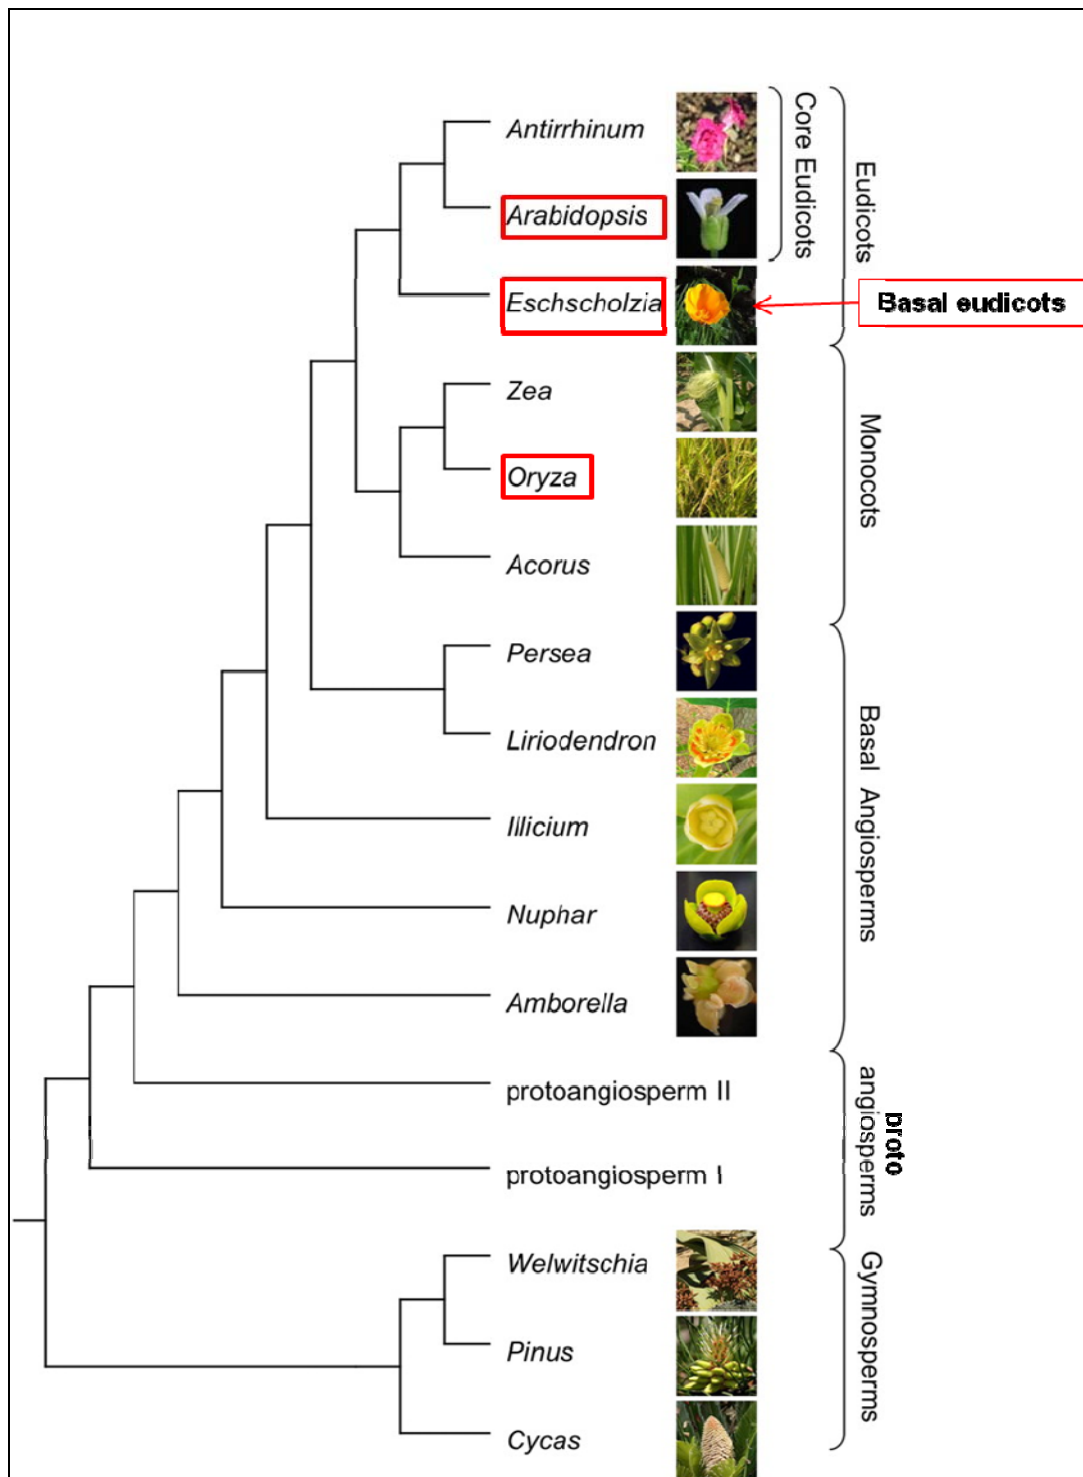 Antirrhinum
Arabidopsis
Eschscholzia
Zea
Oryza
Acorus
Persea
Liriodendron
Illicium
Nuphar
Amborella
protoangiosperm II
protoangiosperm I
Welwitschia
Pinus
Cycas
Core Eudicots
Eudicots
Basal eudicots
Monocots
Basal Angiosperms
proto
angiosperms
Gymnosperms